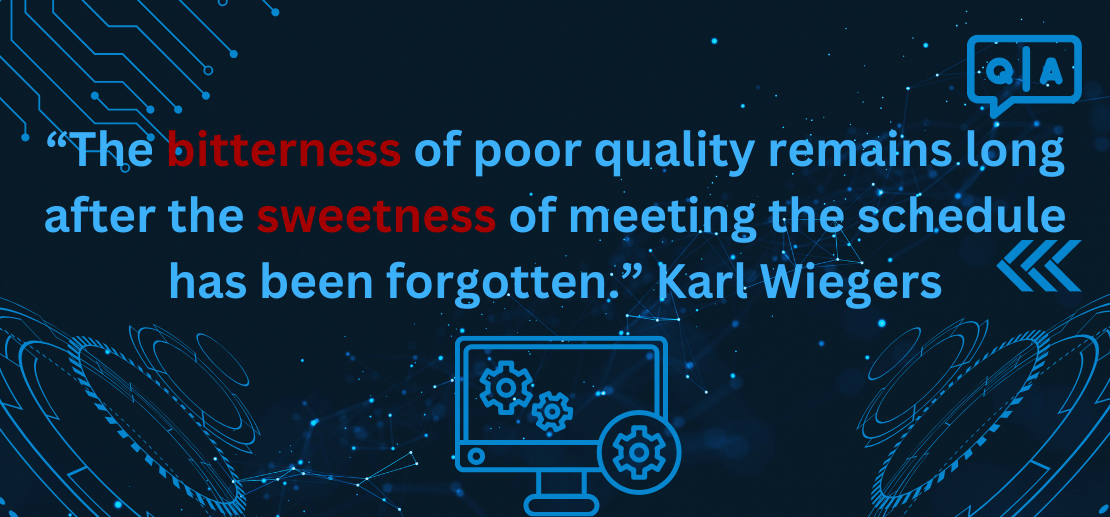 Q|A
“The bitterness of poor quality remains long
after the sweetness of meeting the schedule
has been forgotten.” Karl Wiegers